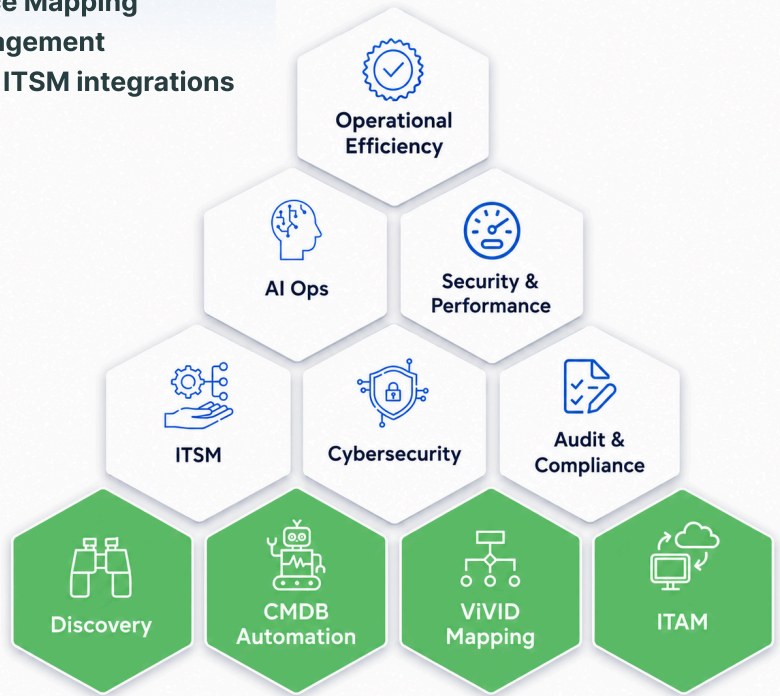 ce Mapping
agement
ITSM integrations
Operational
Efficiency
AI Ops
Security &
Performance
ITSM
Cybersecurity
Audit &
Compliance
Discovery
CMDB
Automation
ViVID
Mapping
ITAM